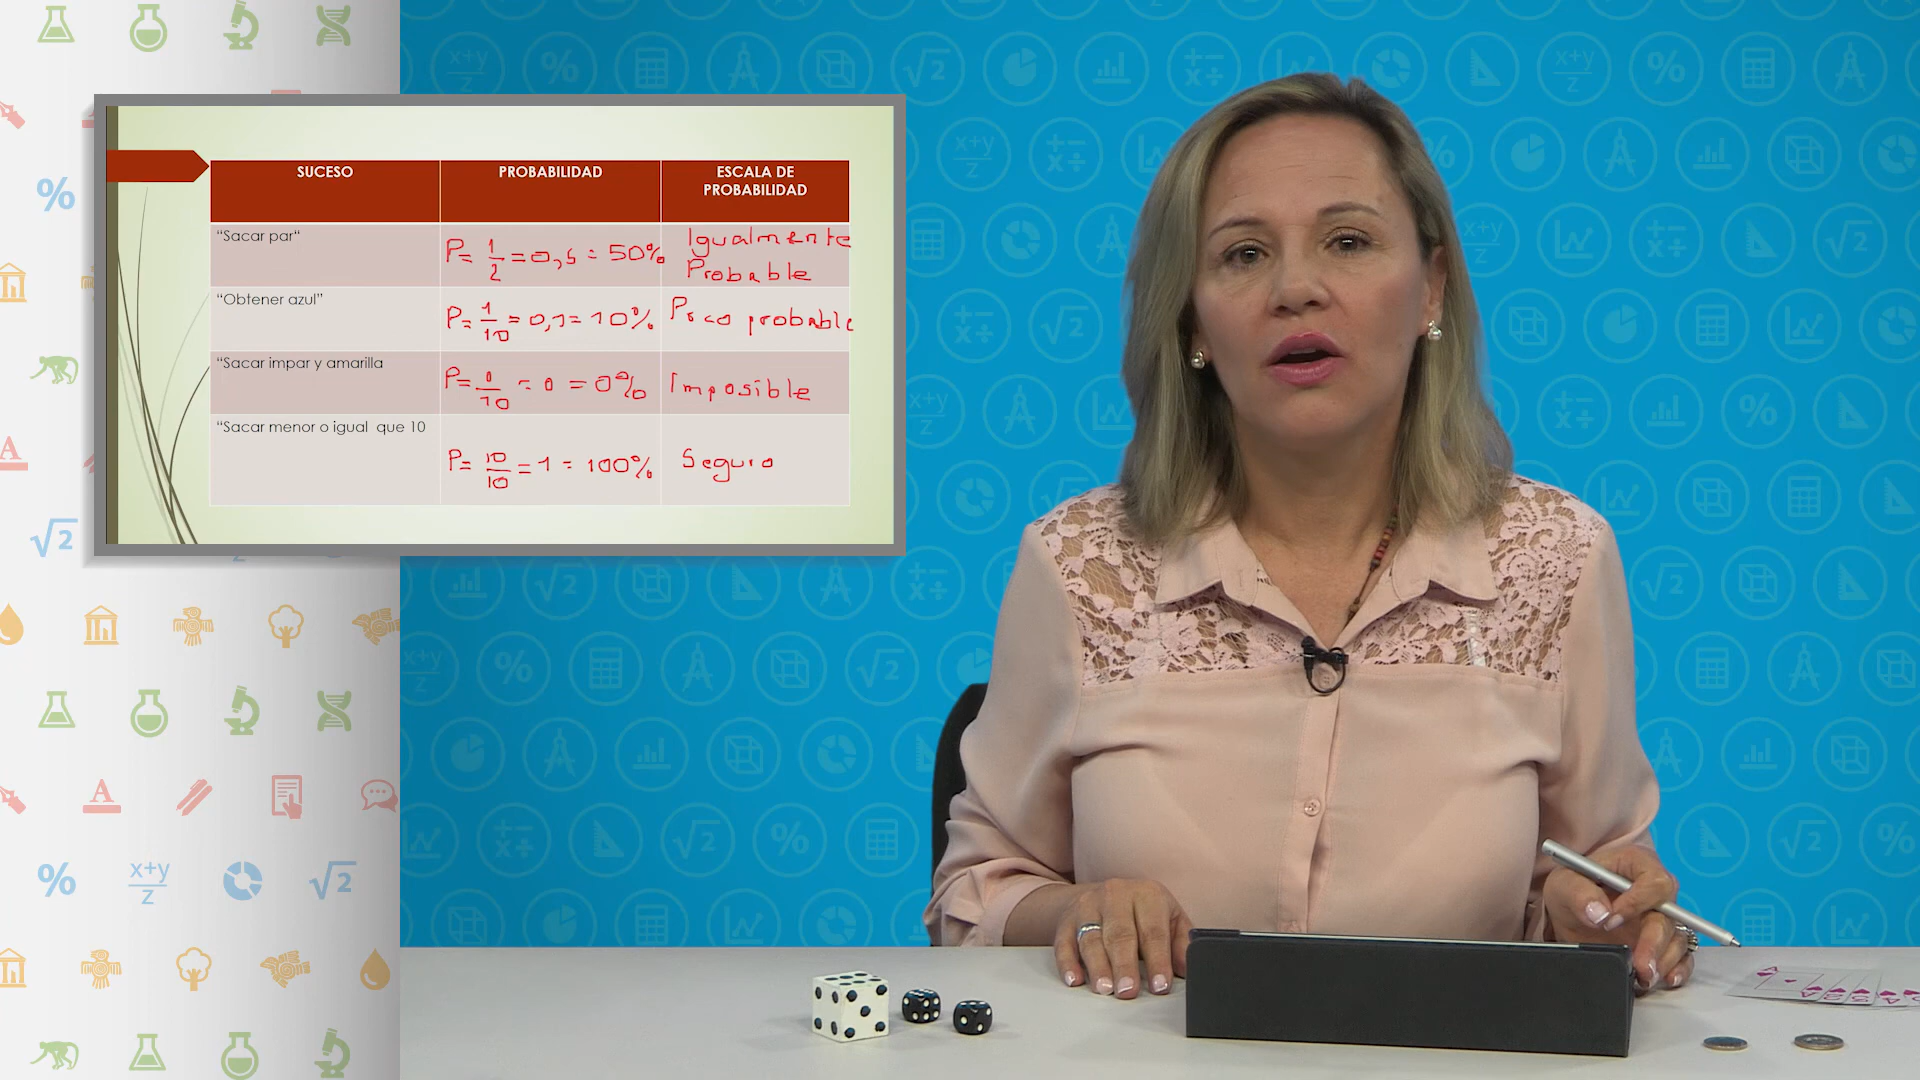 SUCESO
PROBABILIDAD
ESCALA DE
PROBABILIDAD
“Sacar par“
P= 1/2 = 0,5 = 50%
Igualmente
Probable
“Obtener azul”
P= 1/10 = 0,1 = 10%
Poco probable
“Sacar impar y amarilla
P= 0/10 = 0 = 0%
Imposible
“Sacar menor o igual que 10
P= 10/10 = 1 = 100%
Seguro
%
√2
A
A
%
x+y
z
√2